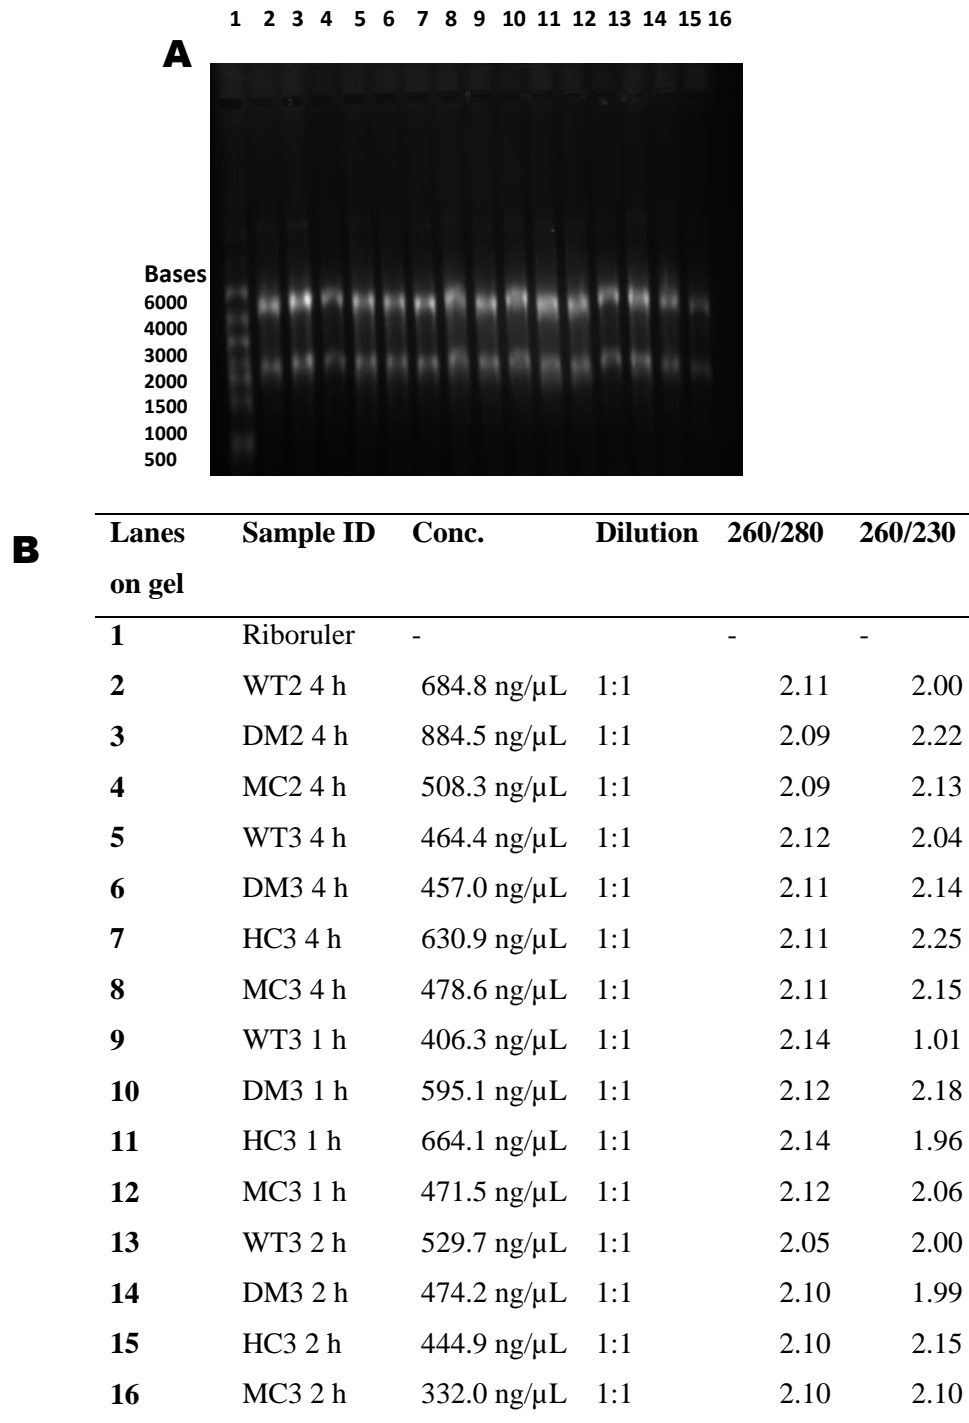 1 2 3 4 5 6 7 8 9 10 11 12 13 14 15 16
A
Bases
6000
4000
3000
2000
1500
1000
500
B
Lanes on gel Sample ID Conc. Dilution 260/280 260/230
1 Riboruler - - -
2 WT2 4 h 684.8 ng/µL 1:1 2.11 2.00
3 DM2 4 h 884.5 ng/µL 1:1 2.09 2.22
4 MC2 4 h 508.3 ng/µL 1:1 2.09 2.13
5 WT3 4 h 464.4 ng/µL 1:1 2.12 2.04
6 DM3 4 h 457.0 ng/µL 1:1 2.11 2.14
7 HC3 4 h 630.9 ng/µL 1:1 2.11 2.25
8 MC3 4 h 478.6 ng/µL 1:1 2.11 2.15
9 WT3 1 h 406.3 ng/µL 1:1 2.14 1.01
10 DM3 1 h 595.1 ng/µL 1:1 2.12 2.18
11 HC3 1 h 664.1 ng/µL 1:1 2.14 1.96
12 MC3 1 h 471.5 ng/µL 1:1 2.12 2.06
13 WT3 2 h 529.7 ng/µL 1:1 2.05 2.00
14 DM3 2 h 474.2 ng/µL 1:1 2.10 1.99
15 HC3 2 h 444.9 ng/µL 1:1 2.10 2.15
16 MC3 2 h 332.0 ng/µL 1:1 2.10 2.10